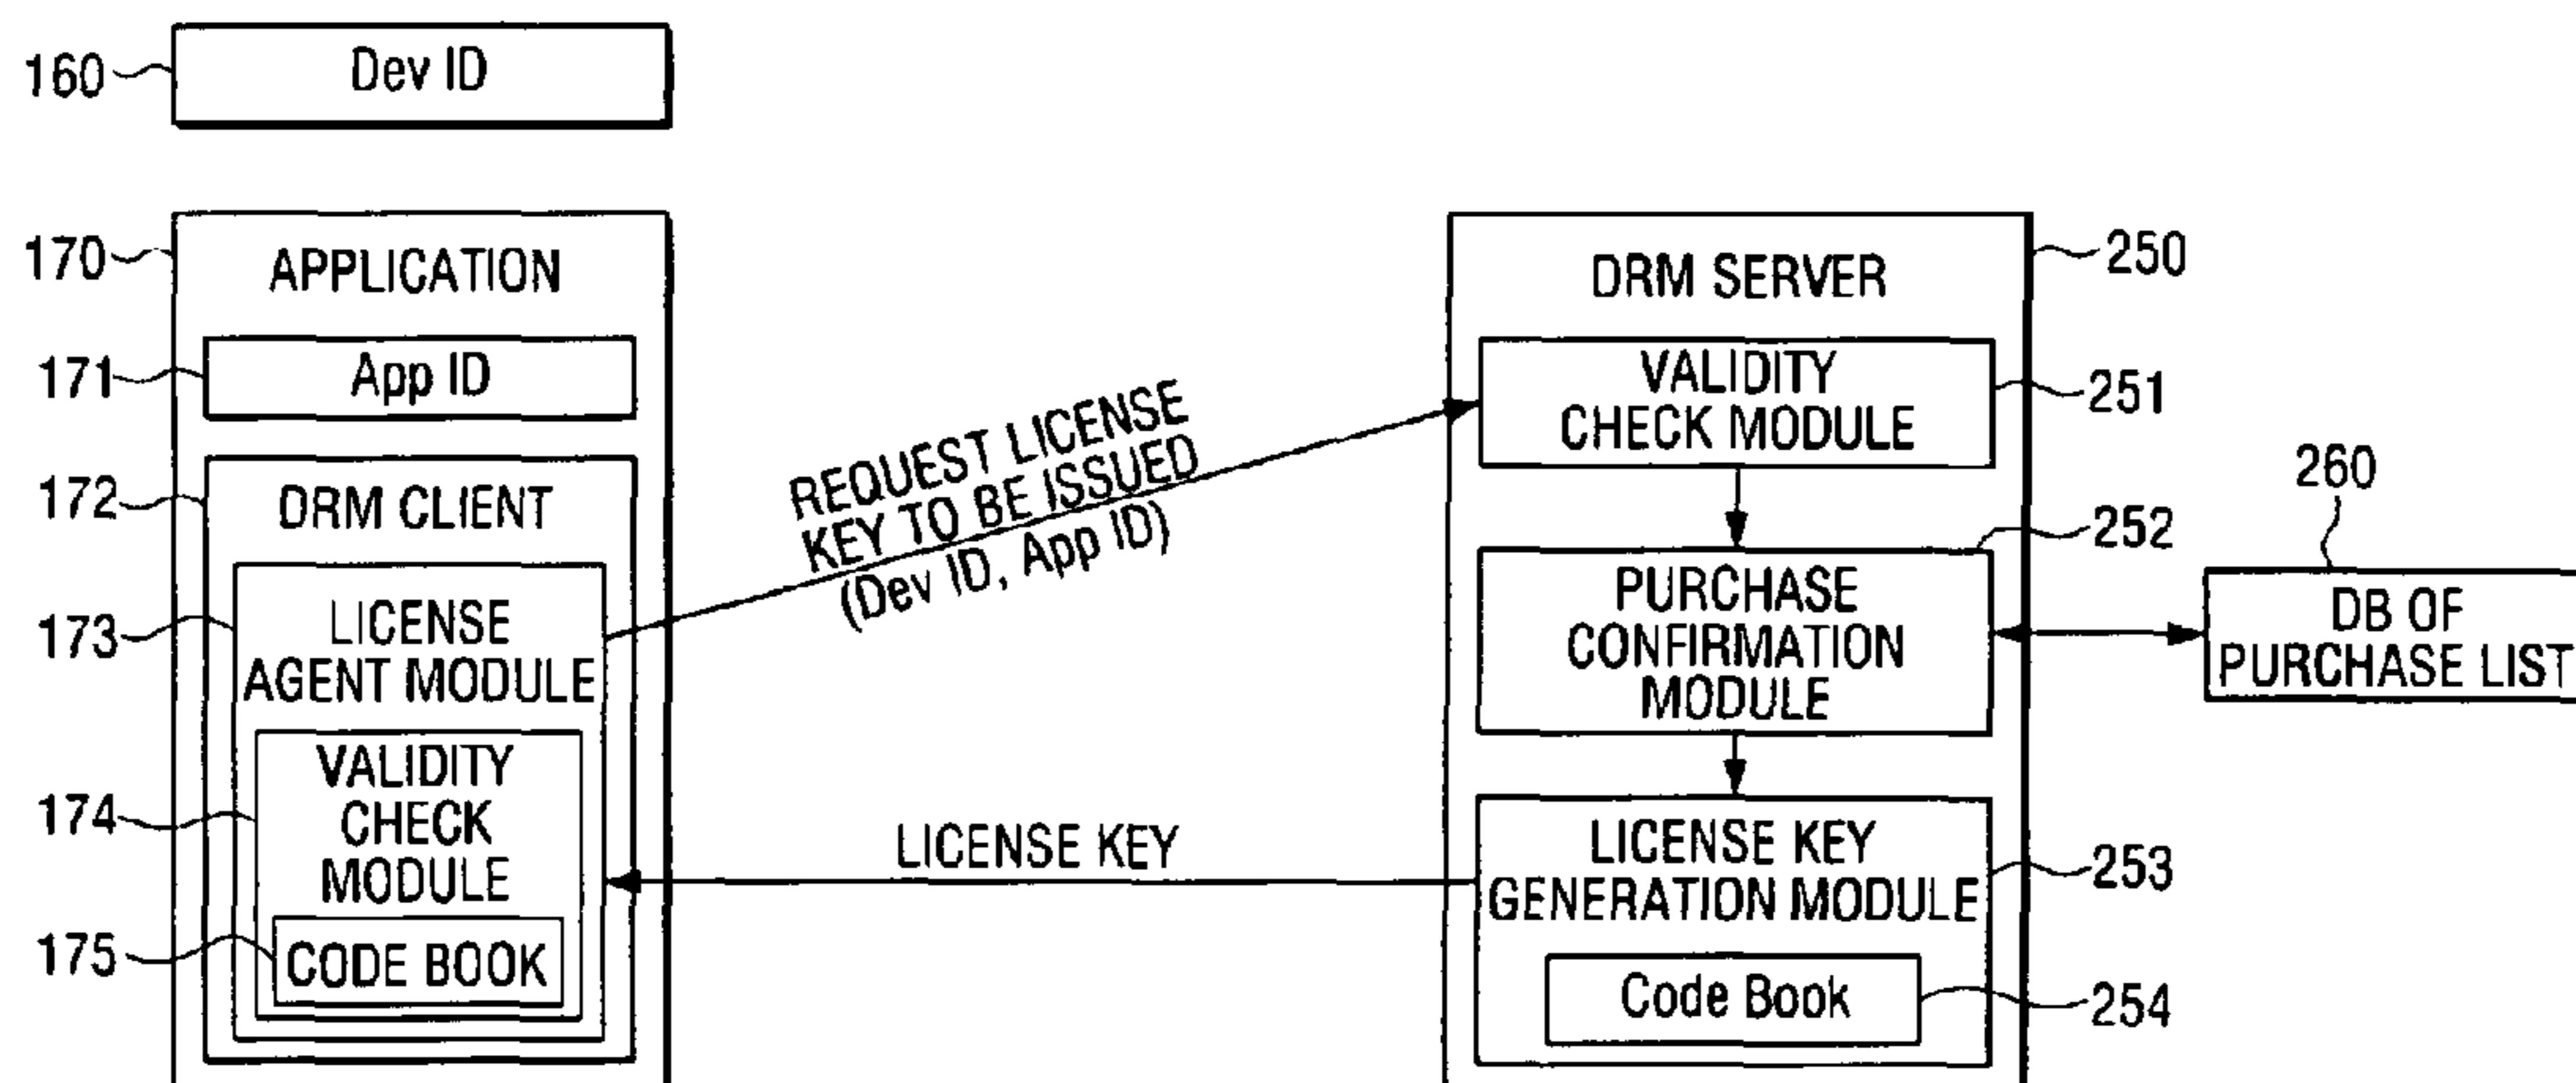 160
Dev ID
170
APPLICATION
171
App ID
172
DRM CLIENT
173
LICENSE
AGENT MODULE
174
VALIDITY
CHECK
MODULE
175
CODE BOOK
REQUEST LICENSE
KEY TO BE ISSUED
(Dev ID, App ID)
LICENSE KEY
DRM SERVER
250
VALIDITY
CHECK MODULE
251
PURCHASE
CONFIRMATION
MODULE
252
LICENSE KEY
GENERATION MODULE
253
Code Book
254
260
DB OF
PURCHASE LIST